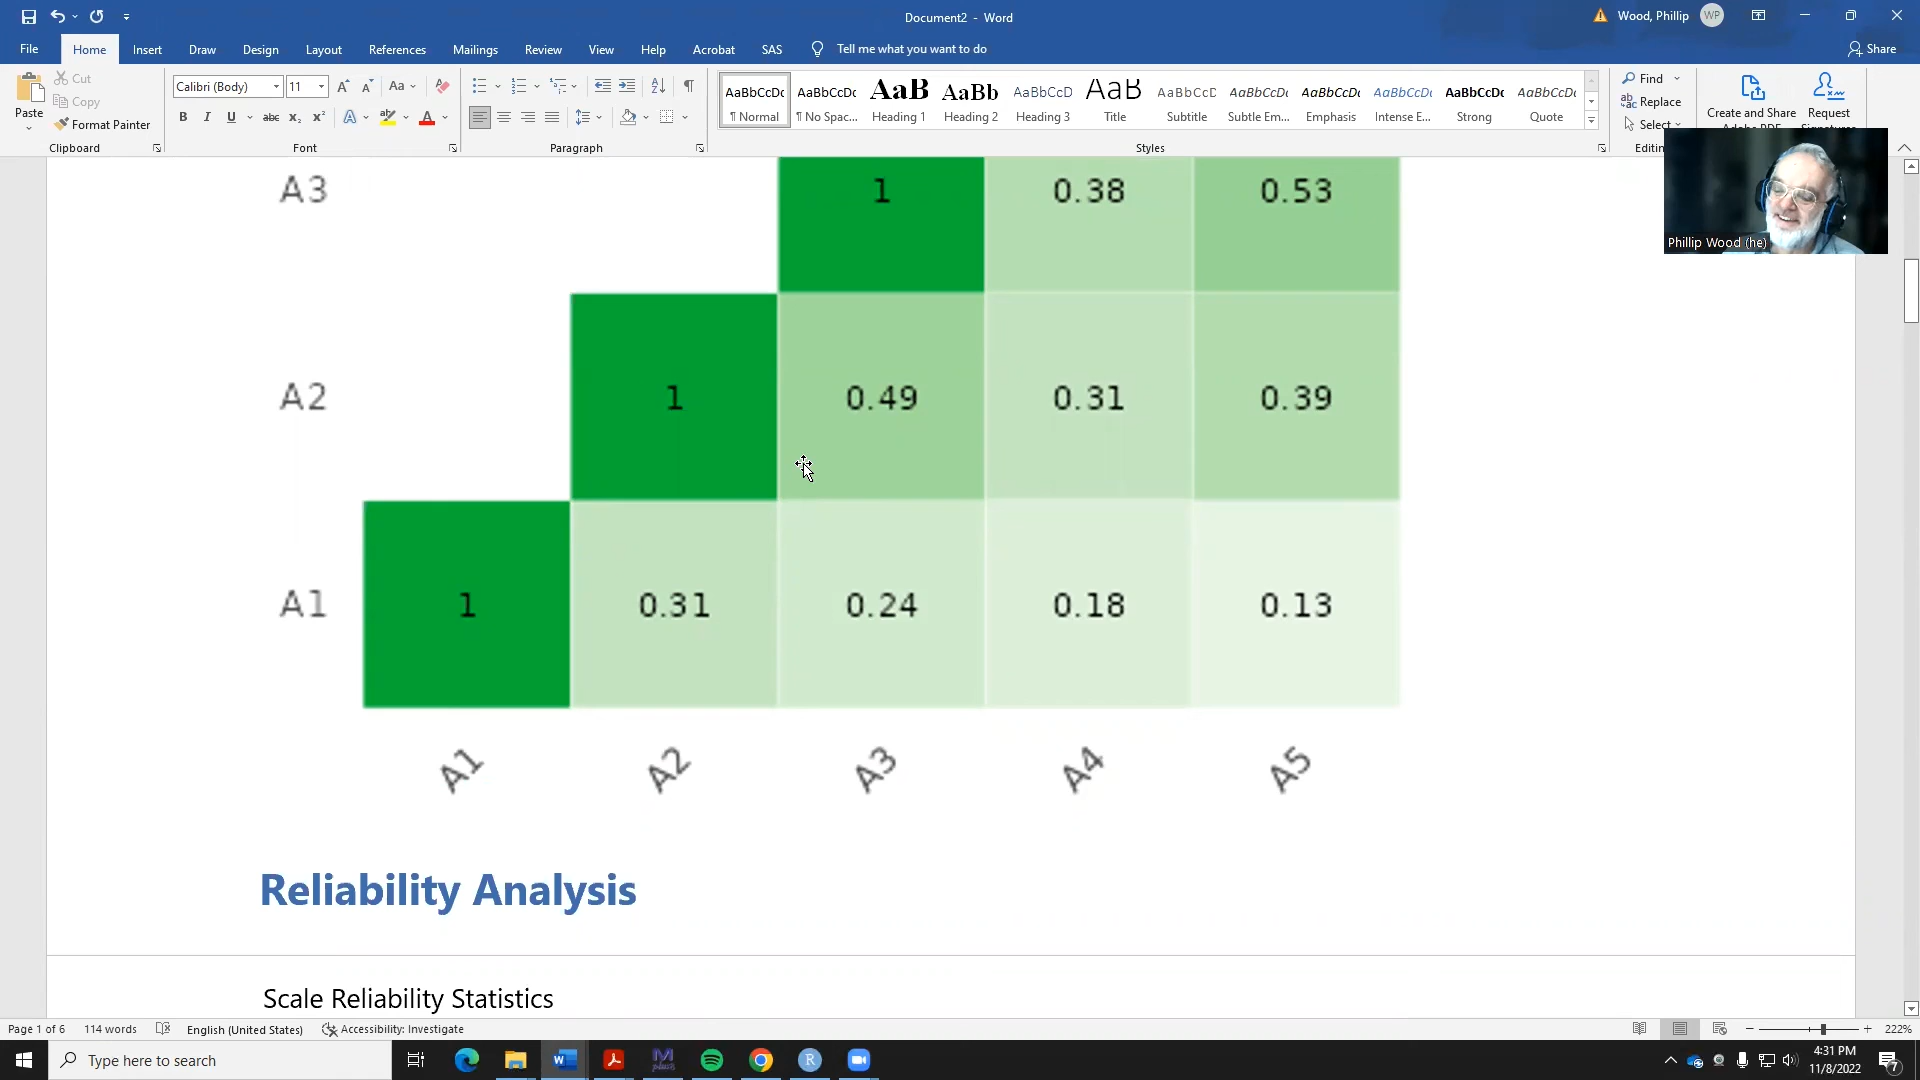 Document2 - Word
Wood, Phillip WP
File Home Insert Draw Design Layout References Mailings Review View Help Acrobat SAS Tell me what you want to do Share
Paste
Cut
Copy
Format Painter
Clipboard
Calibri (Body) 11
Font
Paragraph
AaBbCcDc AaBbCcDc AaB AaBb AaBbCcD AaB AaBbCcD AaBbCcDc AaBbCcDc AaBbCcDc AaBbCcDc AaBbCcDc
¶ Normal ¶ No Spac... Heading 1 Heading 2 Heading 3 Title Subtitle Subtle Em... Emphasis Intense E... Strong Quote
Styles
Find
Replace
Select
Create and Share
Request
Phillip Wood (he)
A3 1 0.38 0.53
A2 1 0.49 0.31 0.39
A1 1 0.31 0.24 0.18 0.13
A1 A2 A3 A4 A5
Reliability Analysis
Scale Reliability Statistics
Page 1 of 6 114 words English (United States) Accessibility: Investigate 222%
Type here to search
4:31 PM
11/8/2022
7